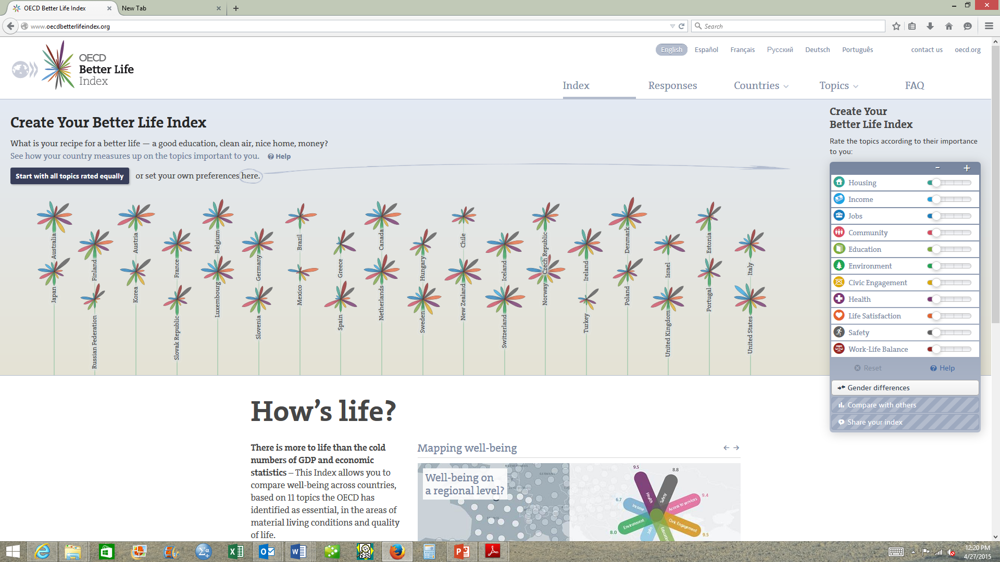 OECD Better Life Index
New Tab
www.oecdbetterlifeindex.org
Search
OECD
Better Life
Index
English Español Français Русский Deutsch Português contact us oecd.org
Index Responses Countries Topics FAQ
Create Your Better Life Index
What is your recipe for a better life — a good education, clean air, nice home, money?
See how your country measures up on the topics important to you. Help
Start with all topics rated equally or set your own preferences here.
Australia
Austria
Belgium
Brazil
Canada
Chile
Czech Republic
Denmark
Estonia
Finland
France
Germany
Greece
Hungary
Iceland
Ireland
Israel
Italy
Japan
Korea
Luxembourg
Mexico
Netherlands
New Zealand
Norway
Poland
Portugal
Russian Federation
Slovak Republic
Slovenia
Spain
Sweden
Switzerland
Turkey
United Kingdom
United States
Create Your
Better Life Index
Rate the topics according to their importance
to you:
- +
Housing
Income
Jobs
Community
Education
Environment
Civic Engagement
Health
Life Satisfaction
Safety
Work-Life Balance
Reset Help
Gender differences
Compare with others
Share your index
How's life?
There is more to life than the cold
numbers of GDP and economic
statistics – This Index allows you to
compare well-being across countries,
based on 11 topics the OECD has
identified as essential, in the areas of
material living conditions and quality
of life.
Mapping well-being
Well-being on
a regional level?
9.5
8.8
9.4
6.7
8.0
9.5
Health
Safety
Access to services
Income
Civic Engagement
Environment
Jobs
12:20 PM
4/27/2015